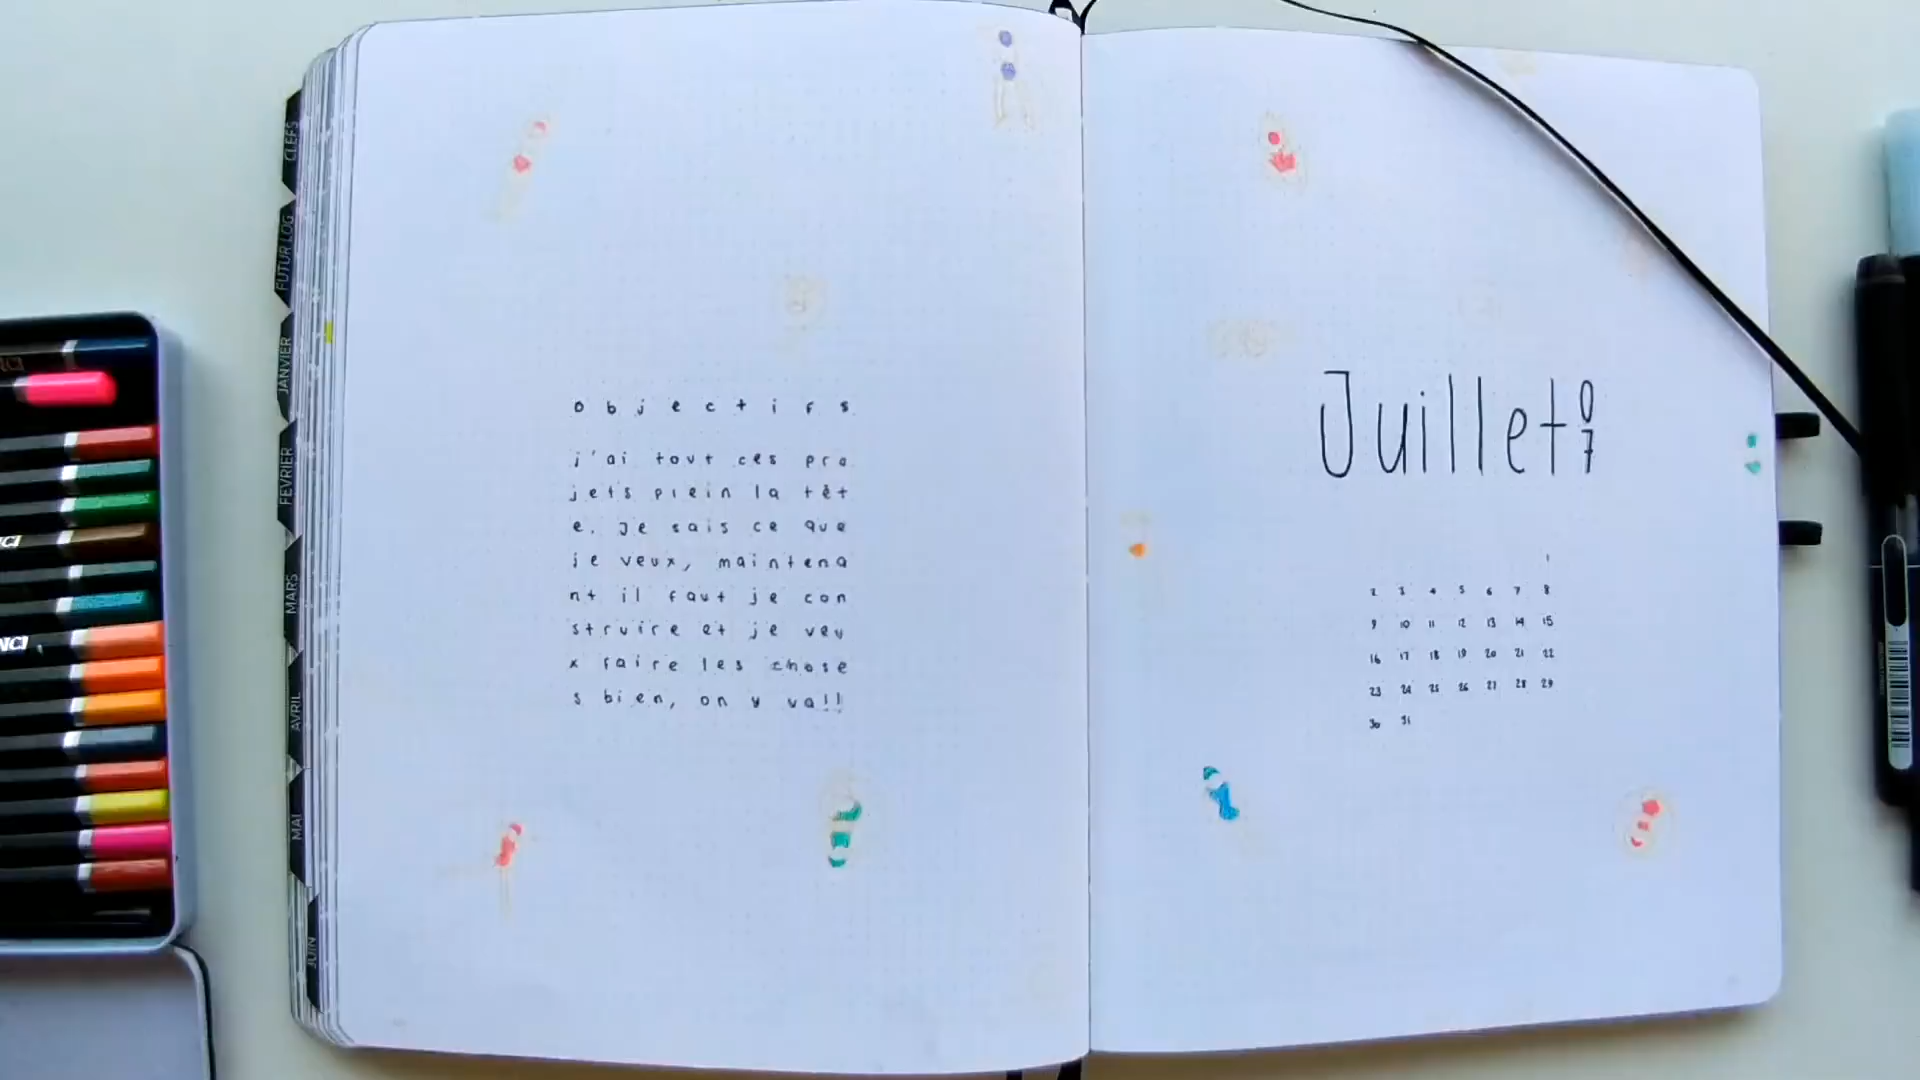 CLEFS
FUTUR LOG
JANVIER
FEVRIER
MARS
AVRIL
MAI
JUIN
objectifs
j'ai tout ces pro
jets plein la têt
e. je sais ce que
je veux, maintena
nt il faut je con
struire et je veu
x faire les chose
s bien, on y va!!
Juillet 07
1
2 3 4 5 6 7 8
9 10 11 12 13 14 15
16 17 18 19 20 21 22
23 24 25 26 27 28 29
30 31